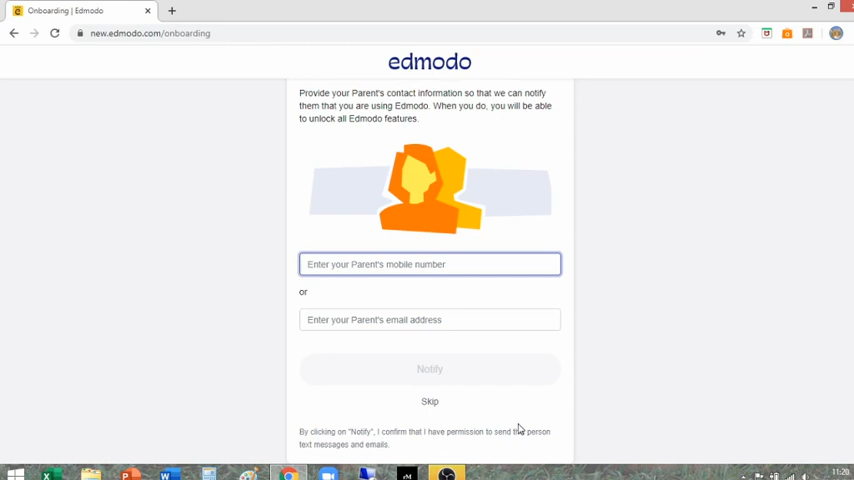 Onboarding | Edmodo
new.edmodo.com/onboarding
edmodo
Provide your Parent's contact information so that we can notify
them that you are using Edmodo. When you do, you will be able
to unlock all Edmodo features.
Enter your Parent's mobile number
or
Enter your Parent's email address
Notify
Skip
By clicking on "Notify", I confirm that I have permission to send this person
text messages and emails.
11:20